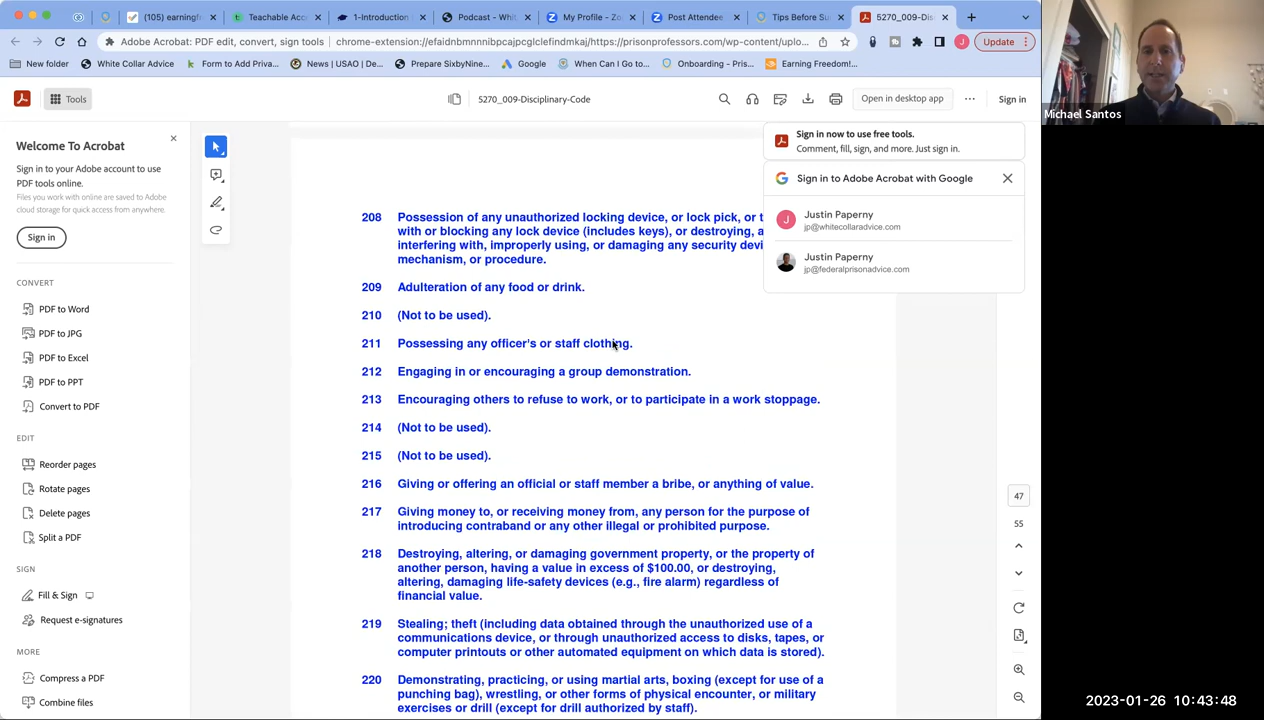 (105) earningfr
Teachable Acc
1-Introduction
Podcast - Whit
My Profile - Zo
Post Attendee
Tips Before Su
5270_009-Dis
Adobe Acrobat: PDF edit, convert, sign tools
chrome-extension://efaidnbmnnnibpcajpcglclefindmkaj/https://prisonprofessors.com/wp-content/uplo...
J
Update
New folder
White Collar Advice
Form to Add Priva...
News | USAO | De...
Prepare SixbyNine...
Google
When Can I Go to...
Onboarding - Pris...
Earning Freedom!...
Michael Santos
Tools
5270_009-Disciplinary-Code
Open in desktop app
Sign in
Welcome To Acrobat
Sign in to your Adobe account to use
PDF tools online.
Files you work with online are saved to Adobe
cloud storage for quick access from anywhere.
Sign in
CONVERT
PDF to Word
PDF to JPG
PDF to Excel
PDF to PPT
Convert to PDF
EDIT
Reorder pages
Rotate pages
Delete pages
Split a PDF
SIGN
Fill & Sign
Request e-signatures
MORE
Compress a PDF
Combine files
Sign in now to use free tools.
Comment, fill, sign, and more. Just sign in.
Sign in to Adobe Acrobat with Google
J
Justin Paperny
jp@whitecollaradvice.com
Justin Paperny
jp@federalprisonadvice.com
208 Possession of any unauthorized locking device, or lock pick, or t
with or blocking any lock device (includes keys), or destroying, a
interfering with, improperly using, or damaging any security devi
mechanism, or procedure.
209 Adulteration of any food or drink.
210 (Not to be used).
211 Possessing any officer's or staff clothing.
212 Engaging in or encouraging a group demonstration.
213 Encouraging others to refuse to work, or to participate in a work stoppage.
214 (Not to be used).
215 (Not to be used).
216 Giving or offering an official or staff member a bribe, or anything of value.
217 Giving money to, or receiving money from, any person for the purpose of
introducing contraband or any other illegal or prohibited purpose.
218 Destroying, altering, or damaging government property, or the property of
another person, having a value in excess of $100.00, or destroying,
altering, damaging life-safety devices (e.g., fire alarm) regardless of
financial value.
219 Stealing; theft (including data obtained through the unauthorized use of a
communications device, or through unauthorized access to disks, tapes, or
computer printouts or other automated equipment on which data is stored).
220 Demonstrating, practicing, or using martial arts, boxing (except for use of a
punching bag), wrestling, or other forms of physical encounter, or military
exercises or drill (except for drill authorized by staff).
47
55
2023-01-26 10:43:48